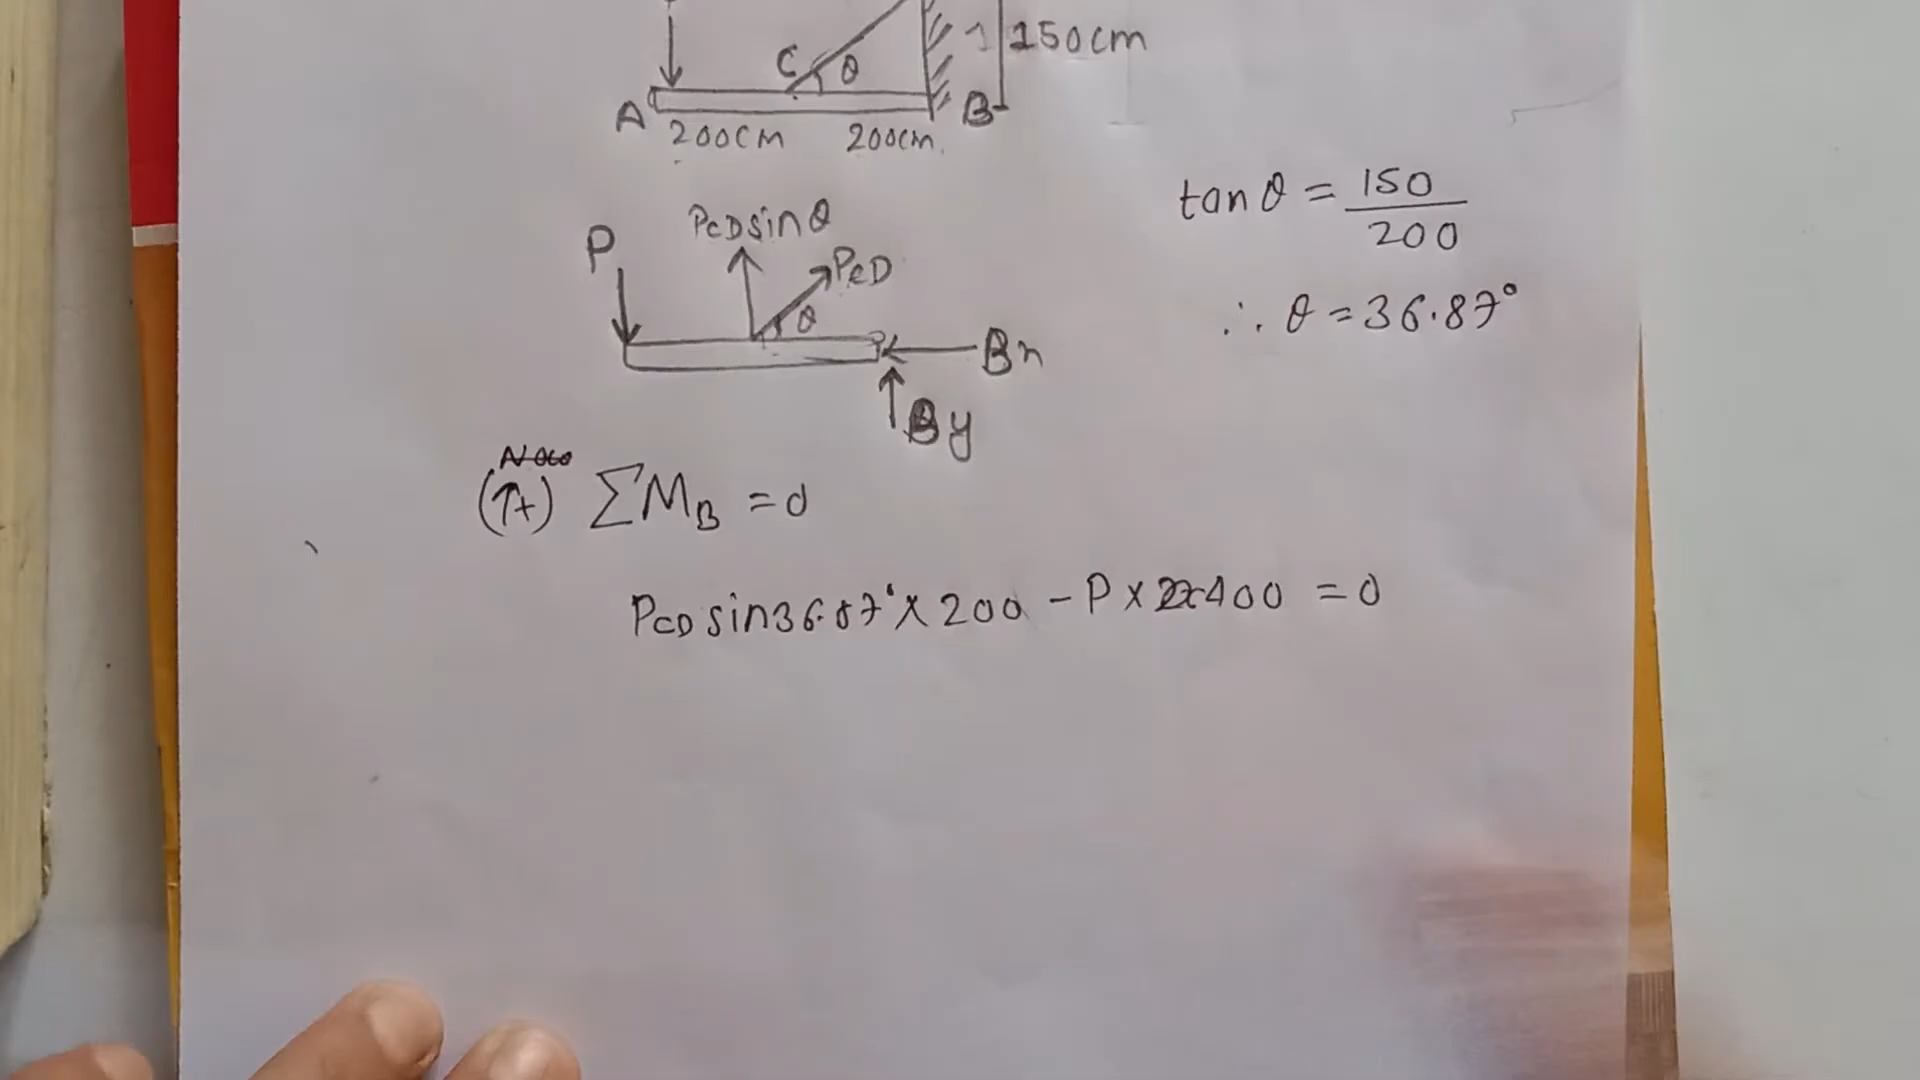 1 150cm
C θ
A B
200cm 200cm.
tan θ = 150/200
PCD sin θ
P PCD
θ
∴ θ = 36.87°
Bx
By
(↑+) ΣMB = 0
PCD sin36.87° × 200 - P × 400 = 0